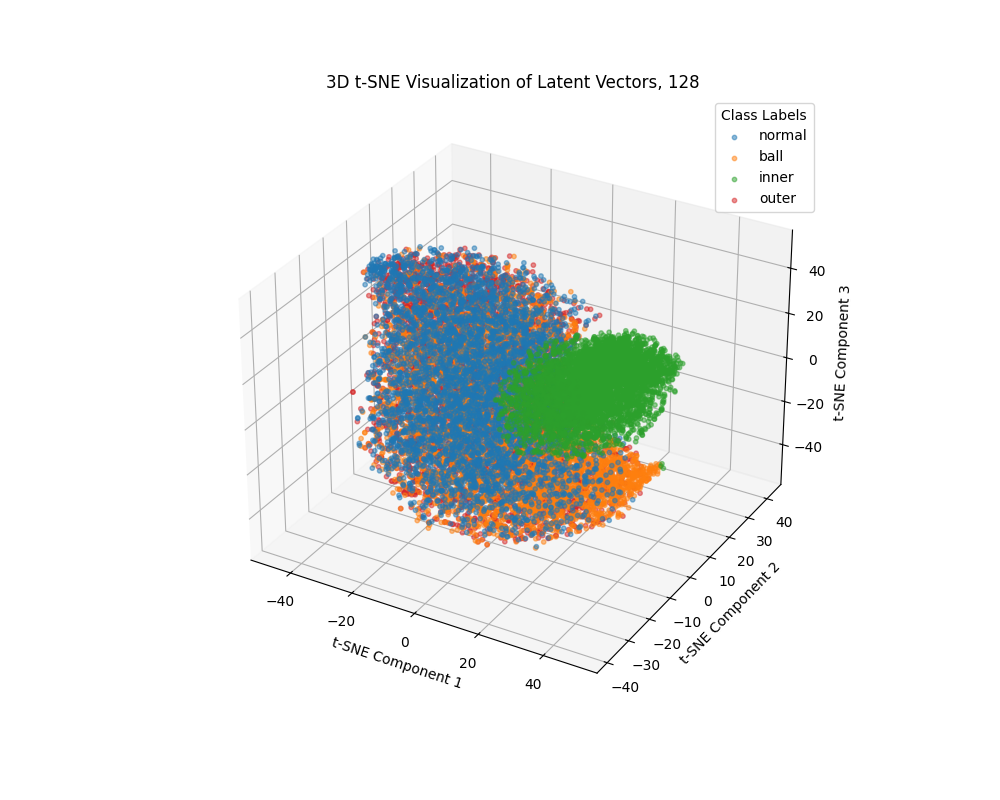 3D t-SNE Visualization of Latent Vectors, 128
Class Labels
normal
ball
inner
outer
40
20
0
−20
−40
t-SNE Component 3
−40
−20
0
20
40
t-SNE Component 1
40
30
20
10
0
−10
−20
−30
−40
t-SNE Component 2